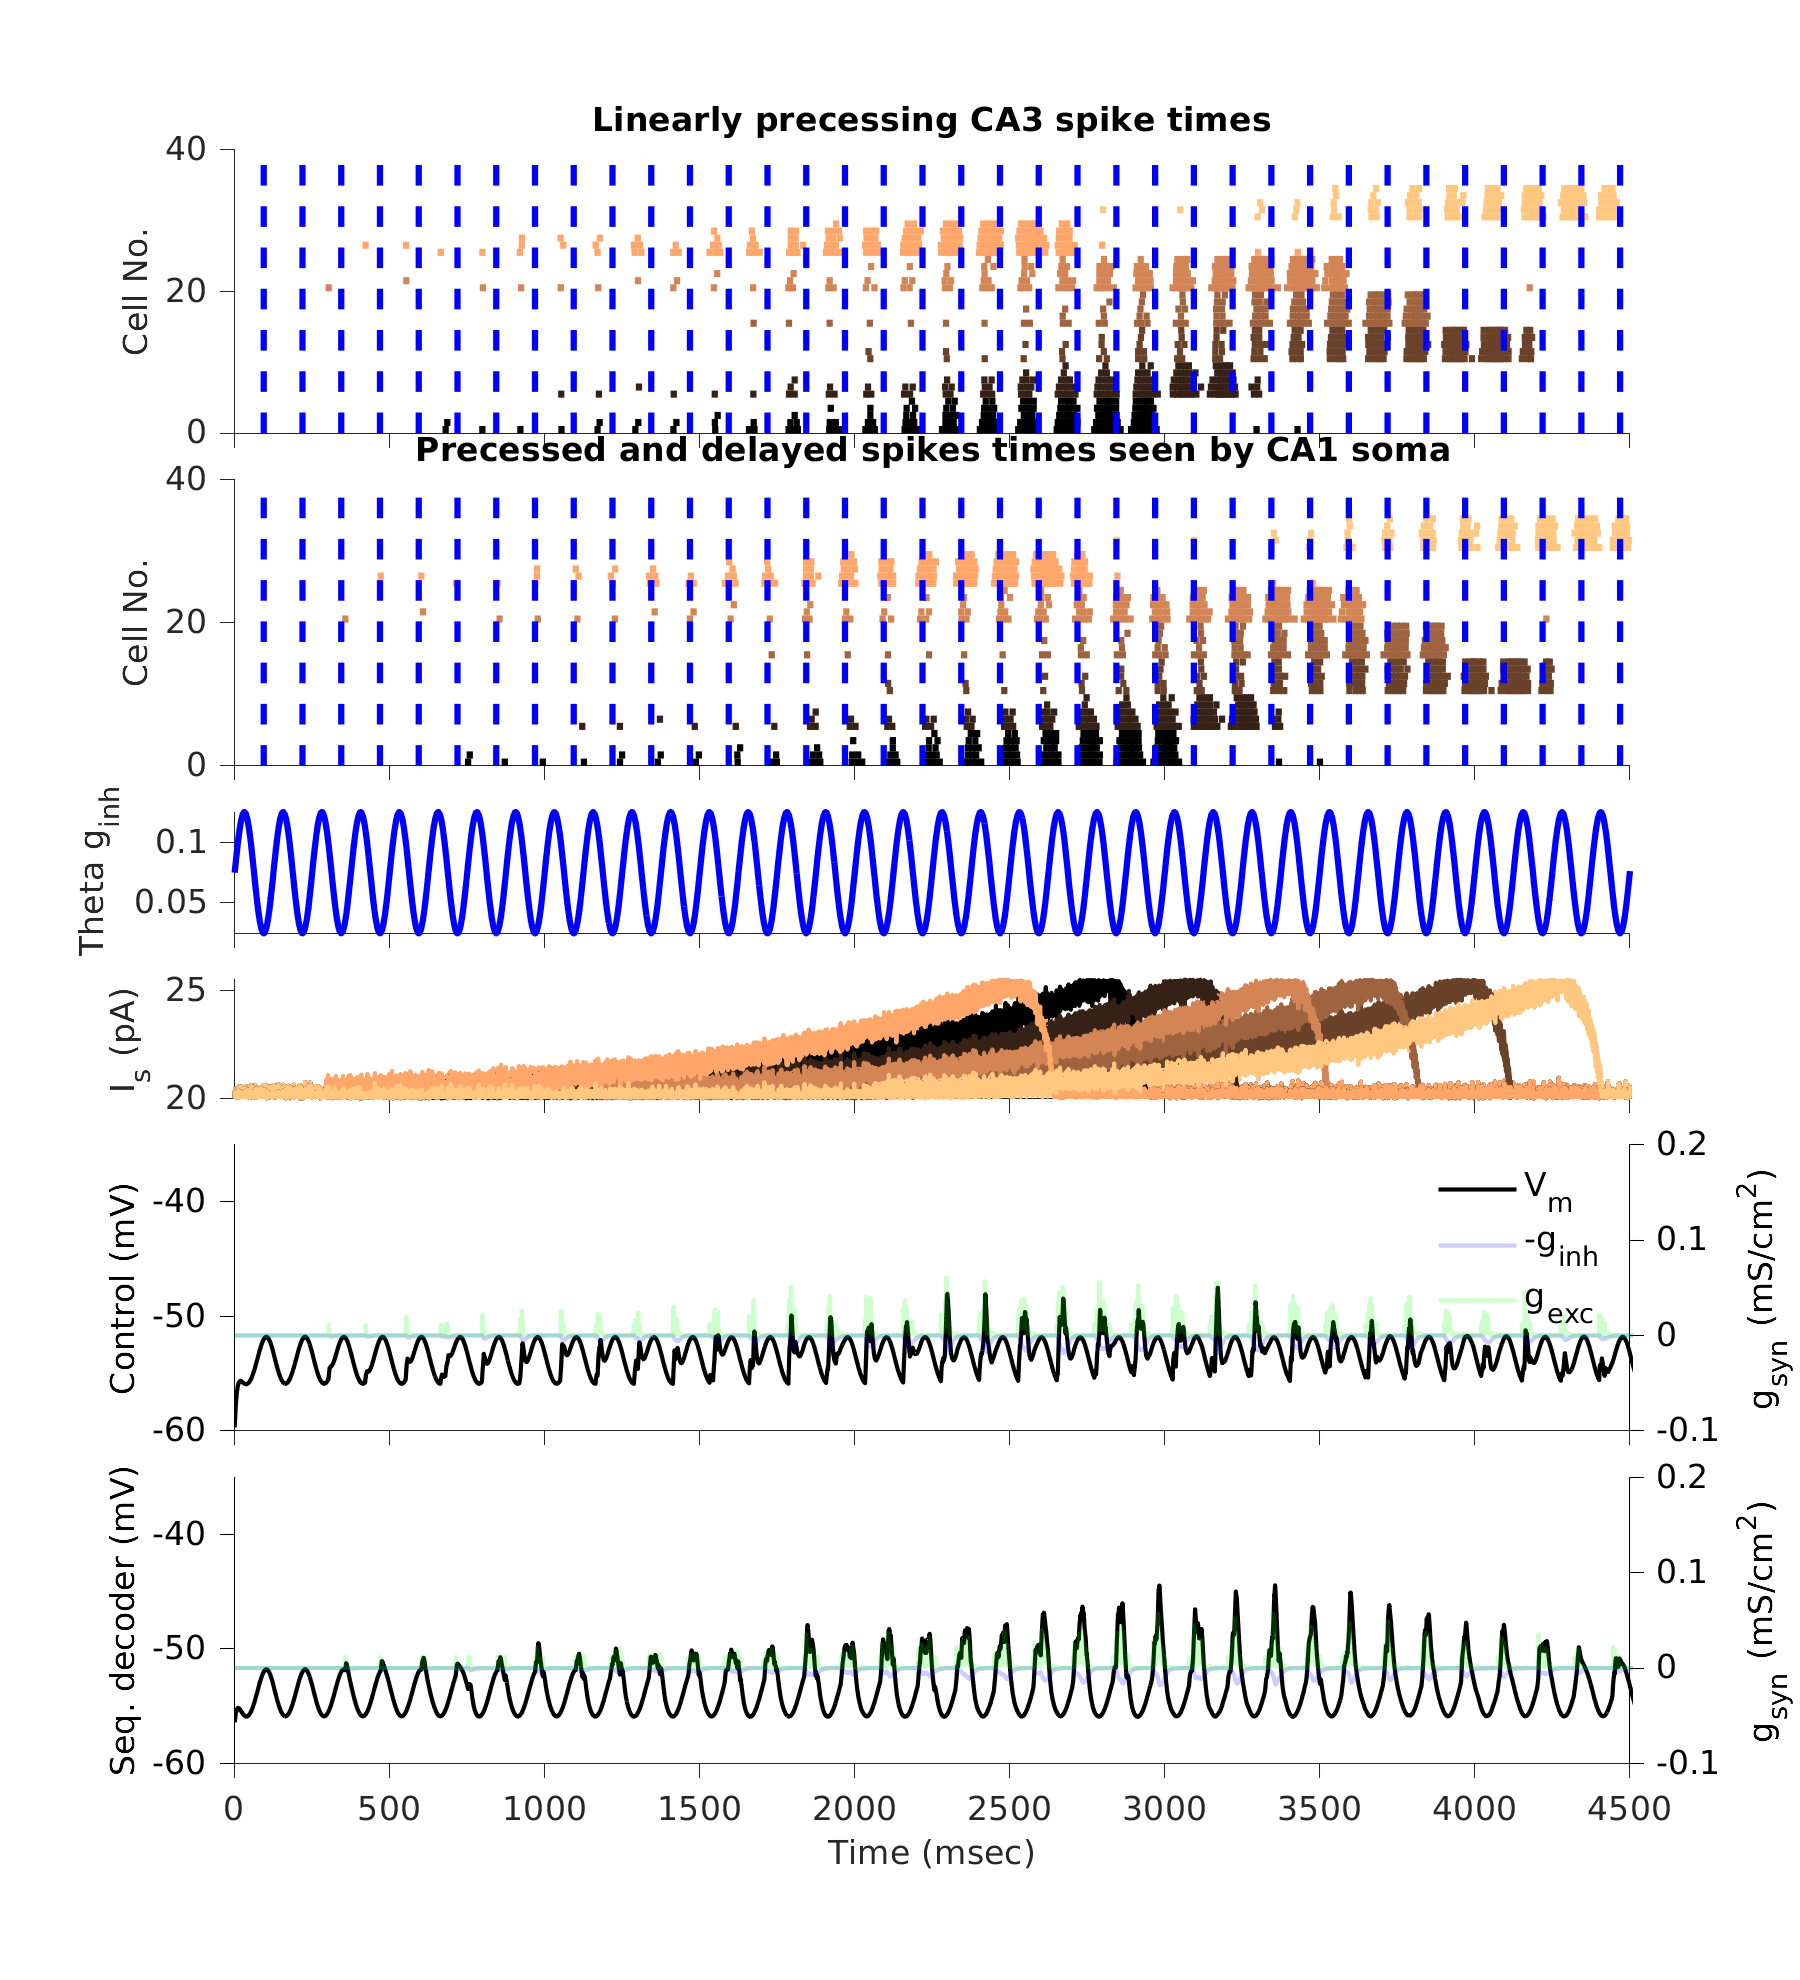 Linearly precessing CA3 spike times
40
20
0
Cell No.
Precessed and delayed spikes times seen by CA1 soma
40
20
0
Cell No.
0.1
0.05
Theta g_inh
25
20
I_s (pA)
-40
-50
-60
Control (mV)
V_m
-g_inh
g_exc
0.2
0.1
0
-0.1
g_syn (mS/cm^2)
-40
-50
-60
Seq. decoder (mV)
0.2
0.1
0
-0.1
g_syn (mS/cm^2)
0 500 1000 1500 2000 2500 3000 3500 4000 4500
Time (msec)